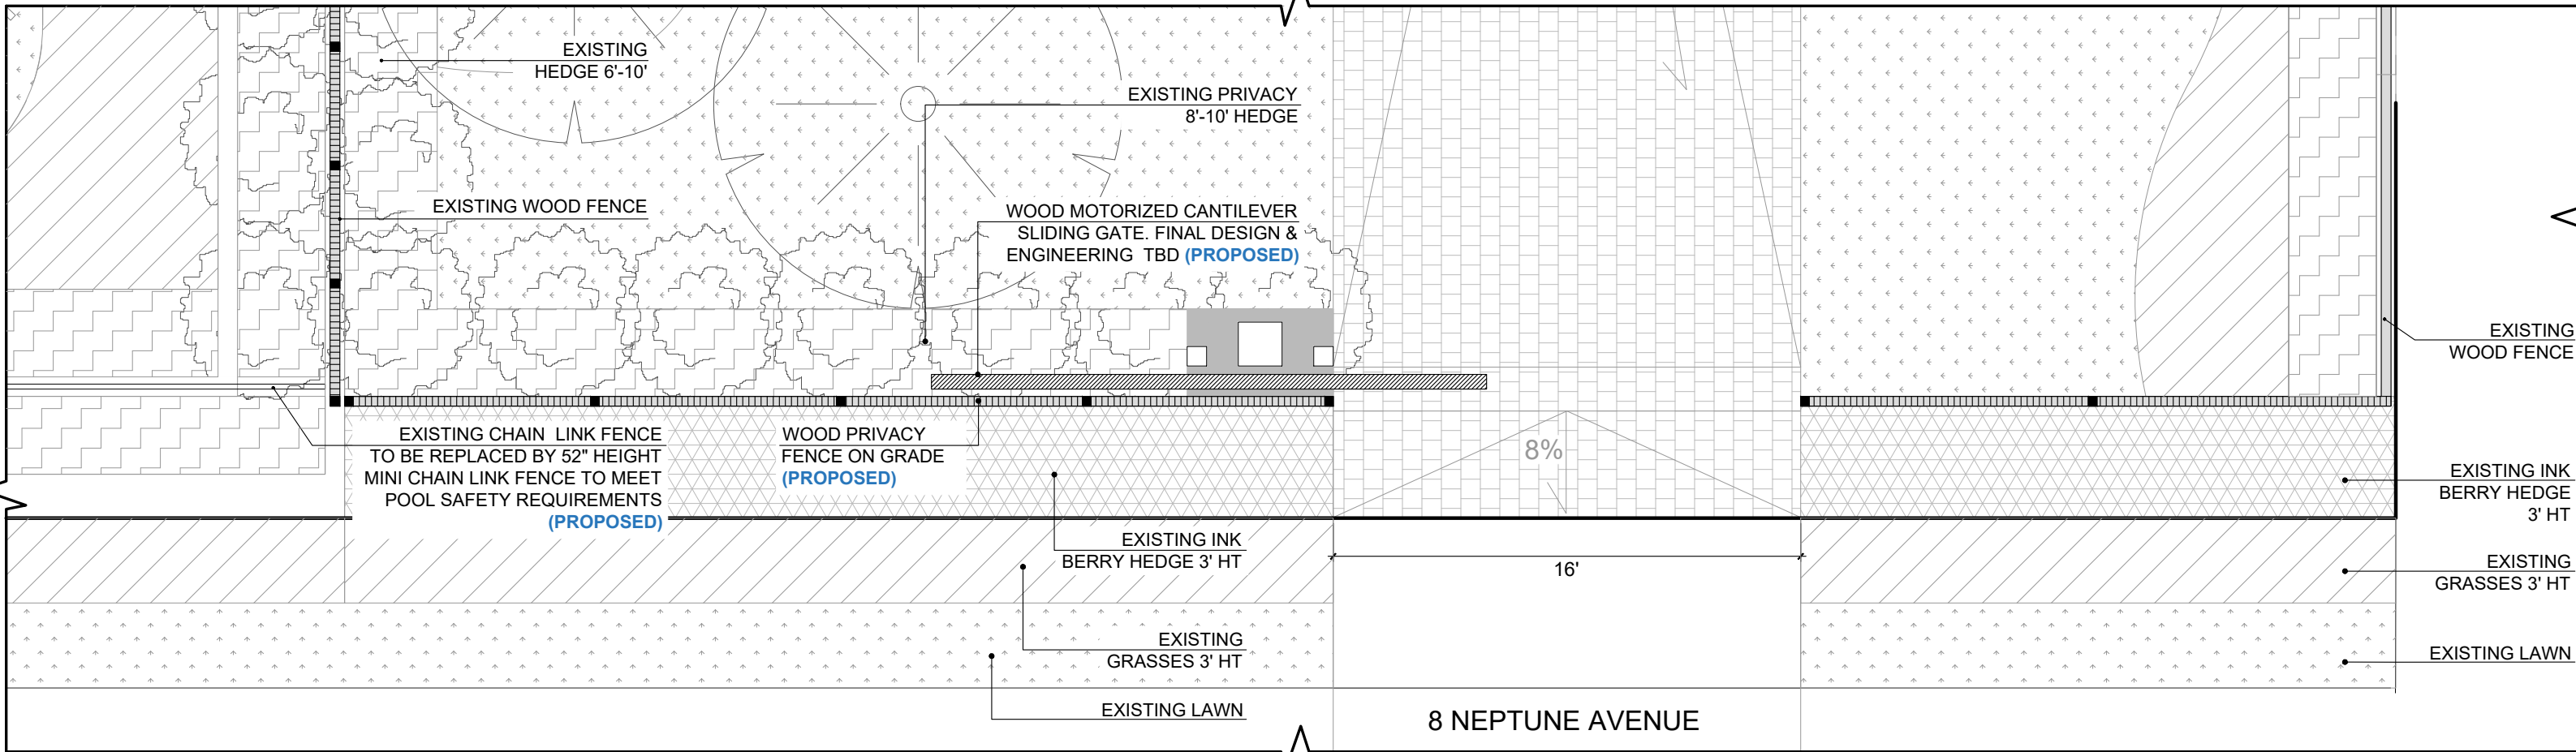 EXISTING
HEDGE 6'-10'
EXISTING PRIVACY
8'-10' HEDGE
EXISTING WOOD FENCE
WOOD MOTORIZED CANTILEVER
SLIDING GATE. FINAL DESIGN &
ENGINEERING TBD (PROPOSED)
EXISTING
WOOD FENCE
EXISTING CHAIN LINK FENCE
TO BE REPLACED BY 52" HEIGHT
MINI CHAIN LINK FENCE TO MEET
POOL SAFETY REQUIREMENTS
(PROPOSED)
WOOD PRIVACY
FENCE ON GRADE
(PROPOSED)
8%
EXISTING INK
BERRY HEDGE
3' HT
EXISTING INK
BERRY HEDGE 3' HT
16'
EXISTING
GRASSES 3' HT
EXISTING
GRASSES 3' HT
EXISTING LAWN
EXISTING LAWN
8 NEPTUNE AVENUE